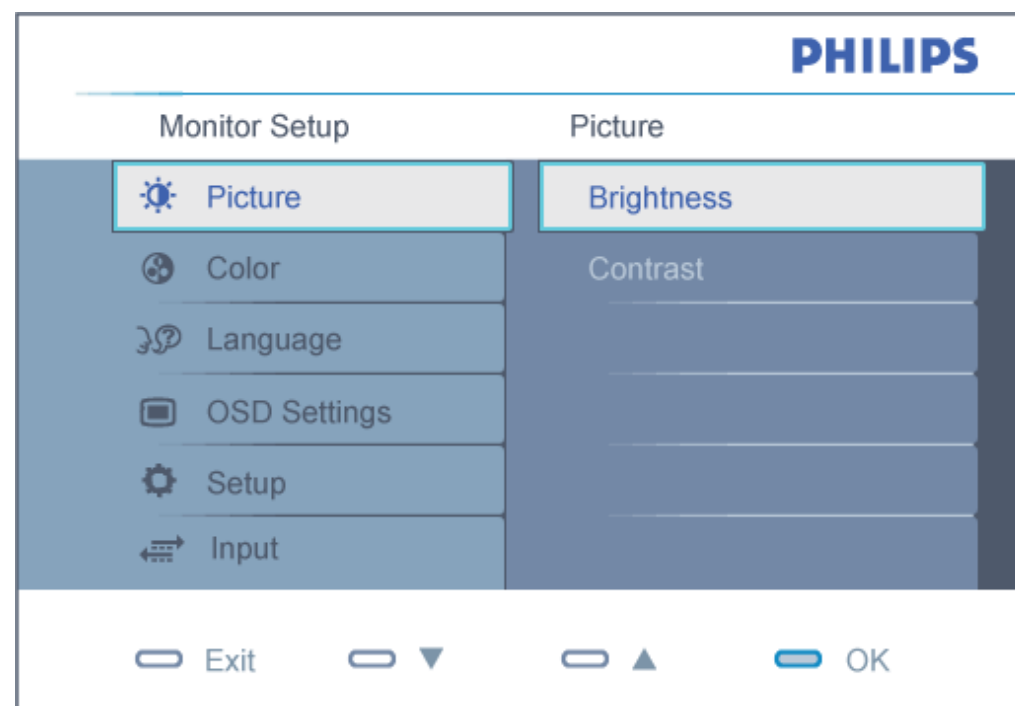 PHILIPS
Monitor Setup Picture
Picture Brightness
Color Contrast
Language
OSD Settings
Setup
Input
Exit ▼ ▲ OK